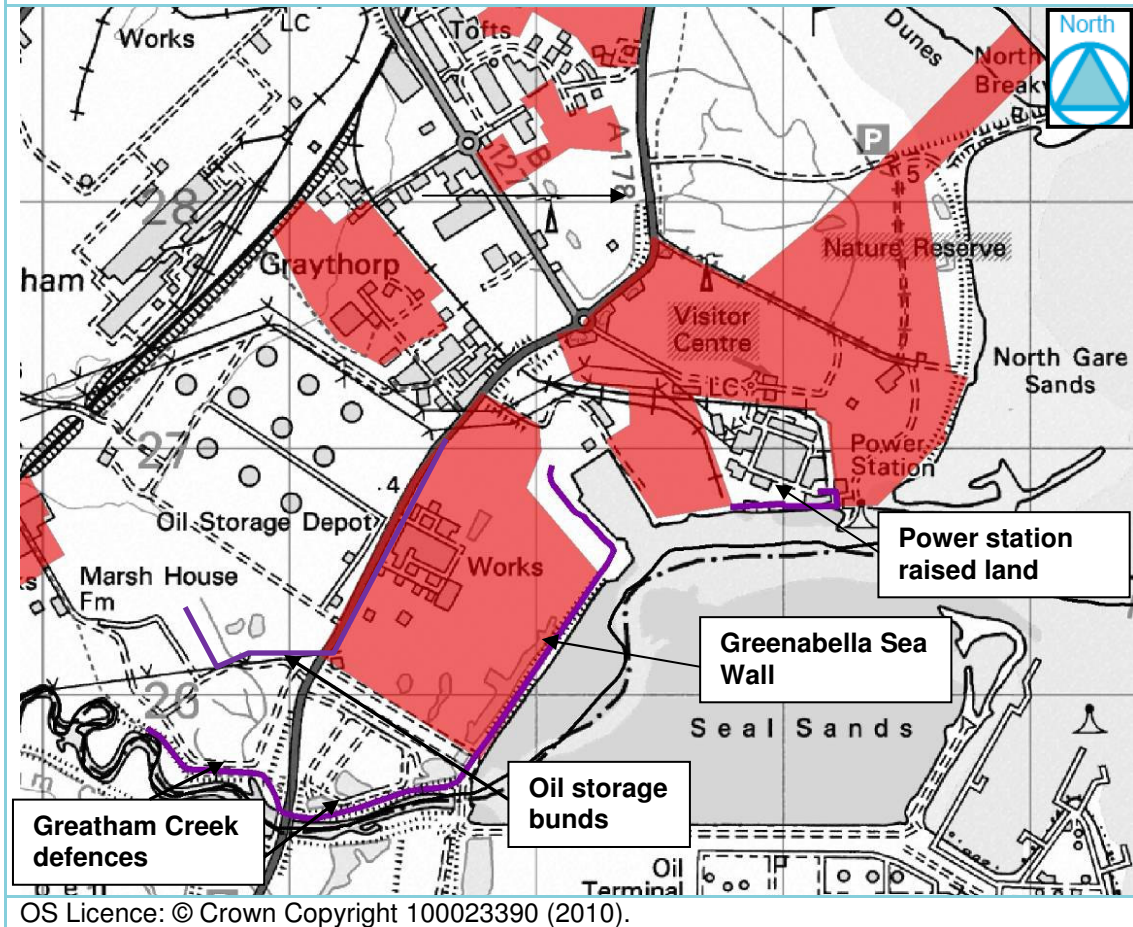 LC
Works
Tofts
Dunes
North
North
Breakw
P
5
12
B
A 178
28
Graythorp
ham
Nature Reserve
Visitor
Centre
North Gare
Sands
LC
27
Power
Station
.4
Oil Storage Depot
Works
Power station
raised land
Marsh House
Fm
Greenabella Sea
Wall
26
Seal Sands
Oil storage
bunds
Greatham Creek
defences
Oil
Terminal
OS Licence: © Crown Copyright 100023390 (2010).